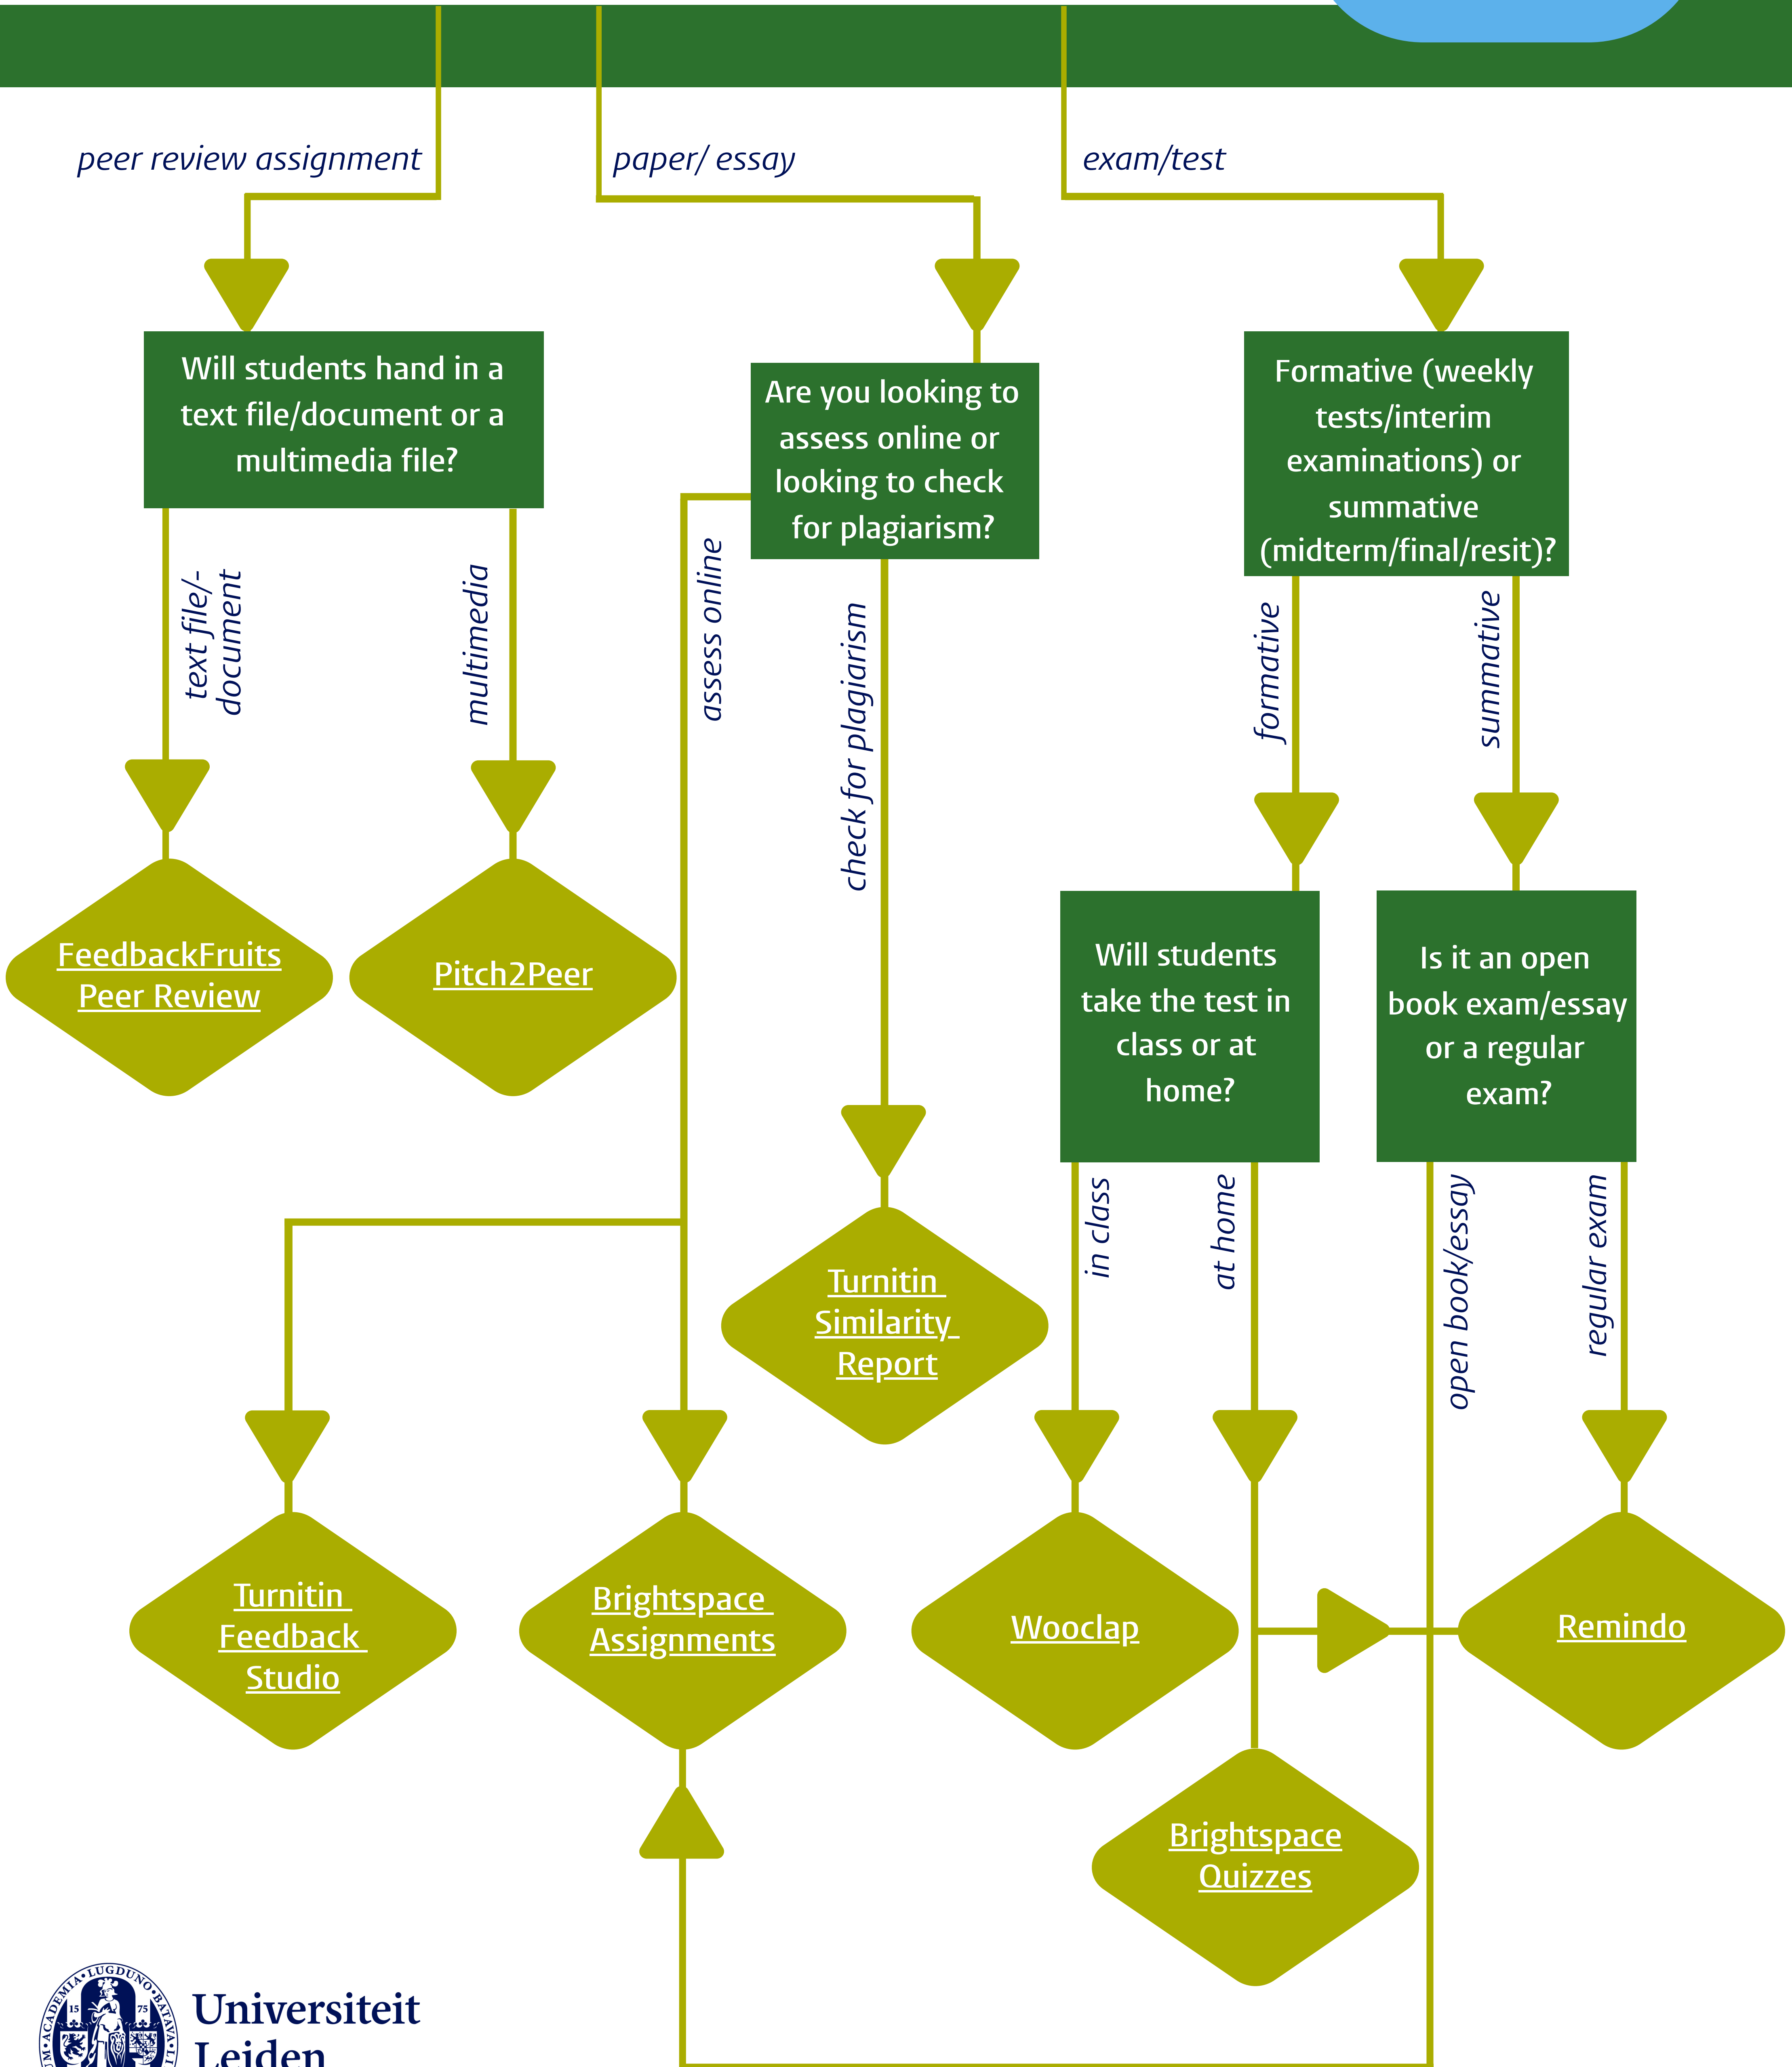 peer review assignment
paper/ essay
exam/test
Will students hand in a
text file/document or a
multimedia file?
Are you looking to
assess online or
looking to check
for plagiarism?
Formative (weekly
tests/interim
examinations) or
summative
(midterm/final/resit)?
text file/-
document
multimedia
assess online
check for plagiarism
formative
summative
FeedbackFruits
Peer Review
Pitch2Peer
Will students
take the test in
class or at
home?
Is it an open
book exam/essay
or a regular
exam?
in class
at home
open book/essay
regular exam
Turnitin
Similarity
Report
Turnitin
Feedback
Studio
Brightspace
Assignments
Wooclap
Remindo
Brightspace
Quizzes
ACADEMIA•LUGDUNO•BATAVA
15 75
Universiteit
Leiden